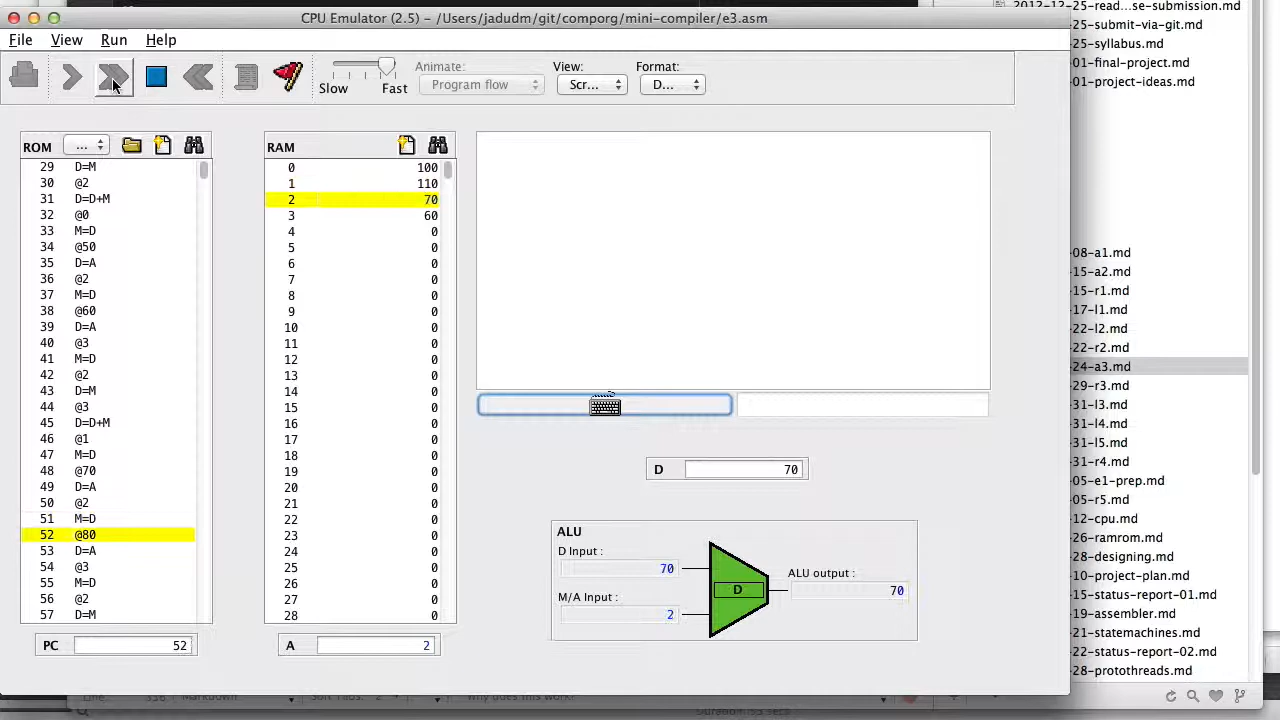 2012-12-25-read...se-submission.md
CPU Emulator (2.5) - /Users/jadudm/git/comporg/mini-compiler/e3.asm
-25-submit-via-git.md
File View Run Help
-25-syllabus.md
-01-final-project.md
-01-project-ideas.md
Slow Fast
Animate:
Program flow
View:
Scr...
Format:
D...
ROM ...
29 D=M
30 @2
31 D=D+M
32 @0
33 M=D
34 @50
35 D=A
36 @2
37 M=D
38 @60
39 D=A
40 @3
41 M=D
42 @2
43 D=M
44 @3
45 D=D+M
46 @1
47 M=D
48 @70
49 D=A
50 @2
51 M=D
52 @80
53 D=A
54 @3
55 M=D
56 @2
57 D=M
PC 52
RAM
0 100
1 110
2 70
3 60
4 0
5 0
6 0
7 0
8 0
9 0
10 0
11 0
12 0
13 0
14 0
15 0
16 0
17 0
18 0
19 0
20 0
21 0
22 0
23 0
24 0
25 0
26 0
27 0
28 0
A 2
D 70
ALU
D Input :
70
M/A Input :
2
D
ALU output :
70
-08-a1.md
-15-a2.md
-15-r1.md
-17-l1.md
-22-l2.md
-22-r2.md
-24-a3.md
-29-r3.md
-31-l3.md
-31-l4.md
-31-l5.md
-31-r4.md
-05-e1-prep.md
-05-r5.md
-12-cpu.md
-26-ramrom.md
-28-designing.md
-10-project-plan.md
-15-status-report-01.md
-19-assembler.md
-21-statemachines.md
-22-status-report-02.md
-28-protothreads.md